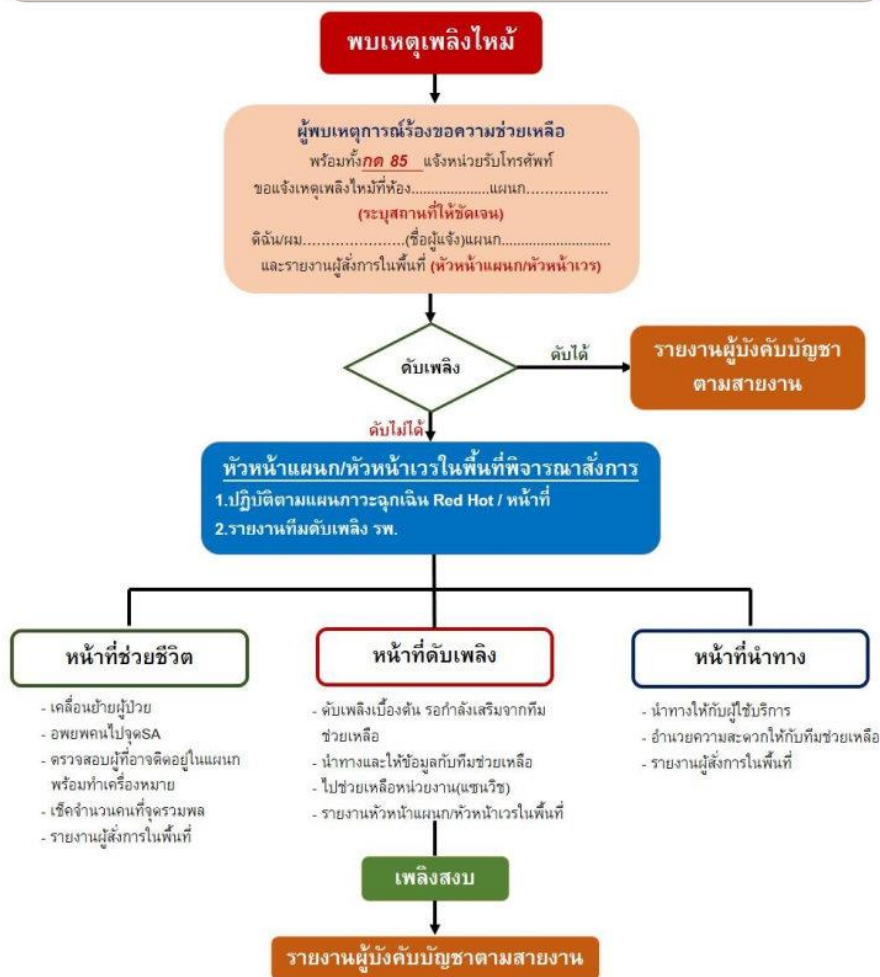 พบเหตุเพลิงไหม้
ผู้พบเหตุการณ์ร้องขอความช่วยเหลือ
พร้อมทั้งกด 85 แจ้งหน่วยรับโทรศัพท์
ขอแจ้งเหตุเพลิงไหม้ที่ห้อง...................แผนก..................
(ระบุสถานที่ให้ชัดเจน)
ดิฉัน/ผม......................(ชื่อผู้แจ้ง)แผนก...........................
และรายงานผู้สั่งการในพื้นที่ (หัวหน้าแผนก/หัวหน้าเวร)
ดับเพลิง
ดับได้
รายงานผู้บังคับบัญชา
ตามสายงาน
ดับไม่ได้
หัวหน้าแผนก/หัวหน้าเวรในพื้นที่พิจารณาสั่งการ
1.ปฏิบัติตามแผนภาวะฉุกเฉิน Red Hot / หน้าที่
2.รายงานทีมดับเพลิง รพ.
หน้าที่ช่วยชีวิต
- เคลื่อนย้ายผู้ป่วย
- อพยพคนไปจุดSA
- ตรวจสอบผู้ที่อาจติดอยู่ในแผนก
พร้อมทำเครื่องหมาย
- เช็คจำนวนคนที่จุดรวมพล
- รายงานผู้สั่งการในพื้นที่
หน้าที่ดับเพลิง
- ดับเพลิงเบื้องต้น รอกำลังเสริมจากทีม
ช่วยเหลือ
- นำทางและให้ข้อมูลกับทีมช่วยเหลือ
- ไปช่วยเหลือหน่วยงาน(แซนวิช)
- รายงานหัวหน้าแผนก/หัวหน้าเวรในพื้นที่
หน้าที่นำทาง
- นำทางให้กับผู้ใช้บริการ
- อำนวยความสะดวกให้กับทีมช่วยเหลือ
- รายงานผู้สั่งการในพื้นที่
เพลิงสงบ
รายงานผู้บังคับบัญชาตามสายงาน